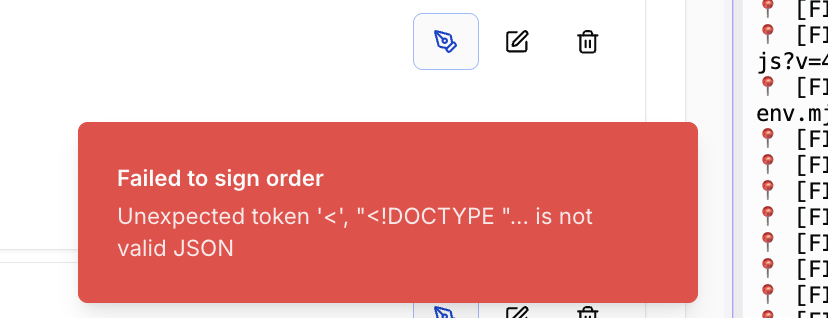 [FI
[FI
js?v=4
[FI
env.mj
[FI
[FI
[FI
[FI
[FI
[FI
[FI
Failed to sign order
Unexpected token '<', "<!DOCTYPE "... is not
valid JSON